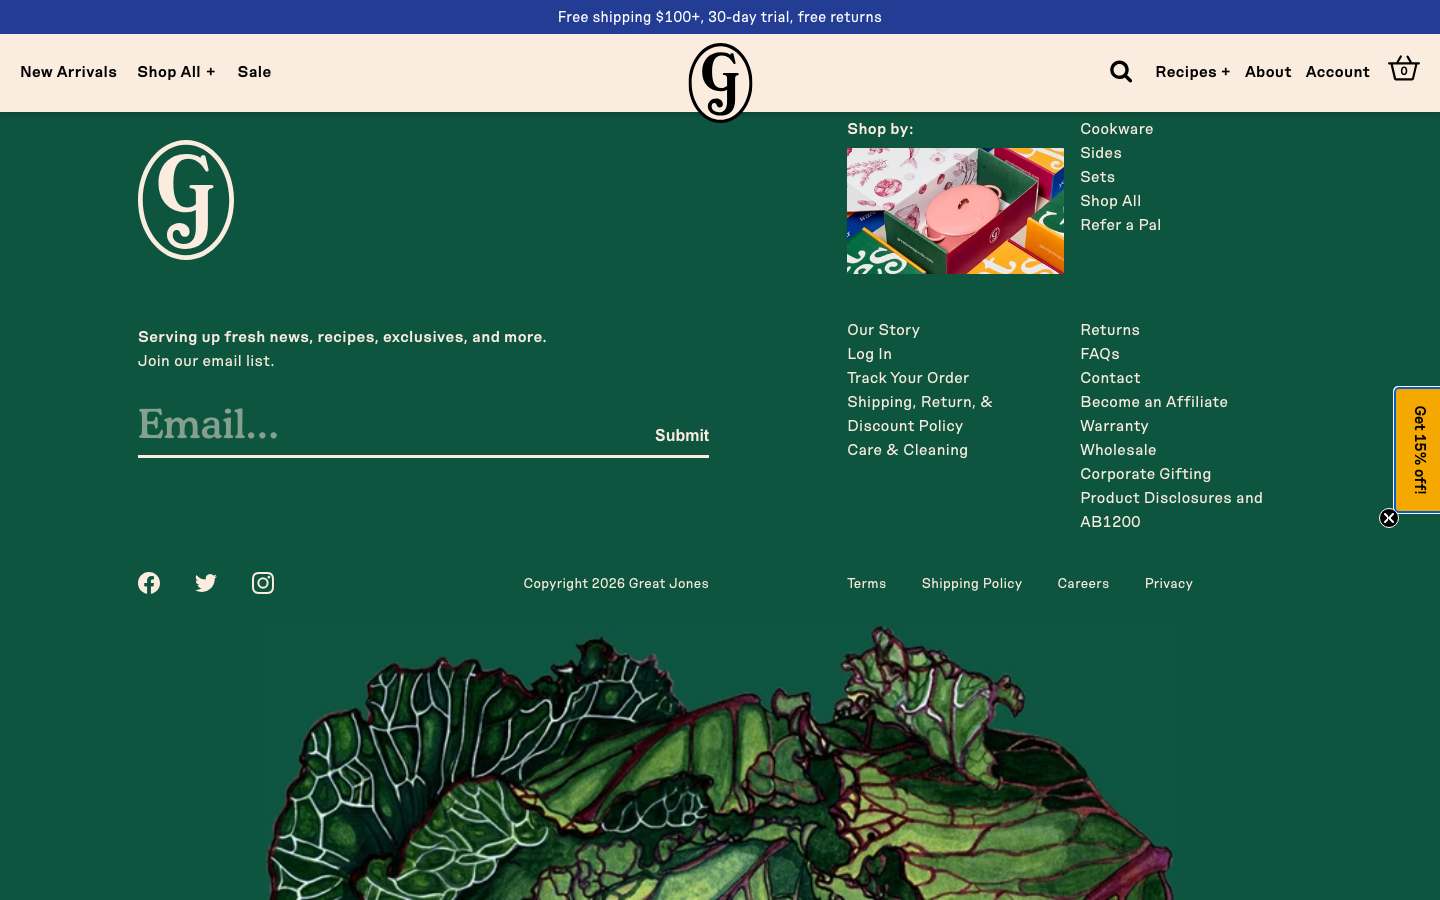 Free shipping $100+, 30-day trial, free returns
New Arrivals
Shop All +
Sale
GJ
Recipes +
About
Account
0
GJ
Shop by:
Cookware
Sides
Sets
Shop All
Refer a Pal
Serving up fresh news, recipes, exclusives, and more.
Join our email list.
Email...
Submit
Our Story
Log In
Track Your Order
Shipping, Return, &
Discount Policy
Care & Cleaning
Returns
FAQs
Contact
Become an Affiliate
Warranty
Wholesale
Corporate Gifting
Product Disclosures and
AB1200
Get 15% off!
Copyright 2026 Great Jones
Terms
Shipping Policy
Careers
Privacy